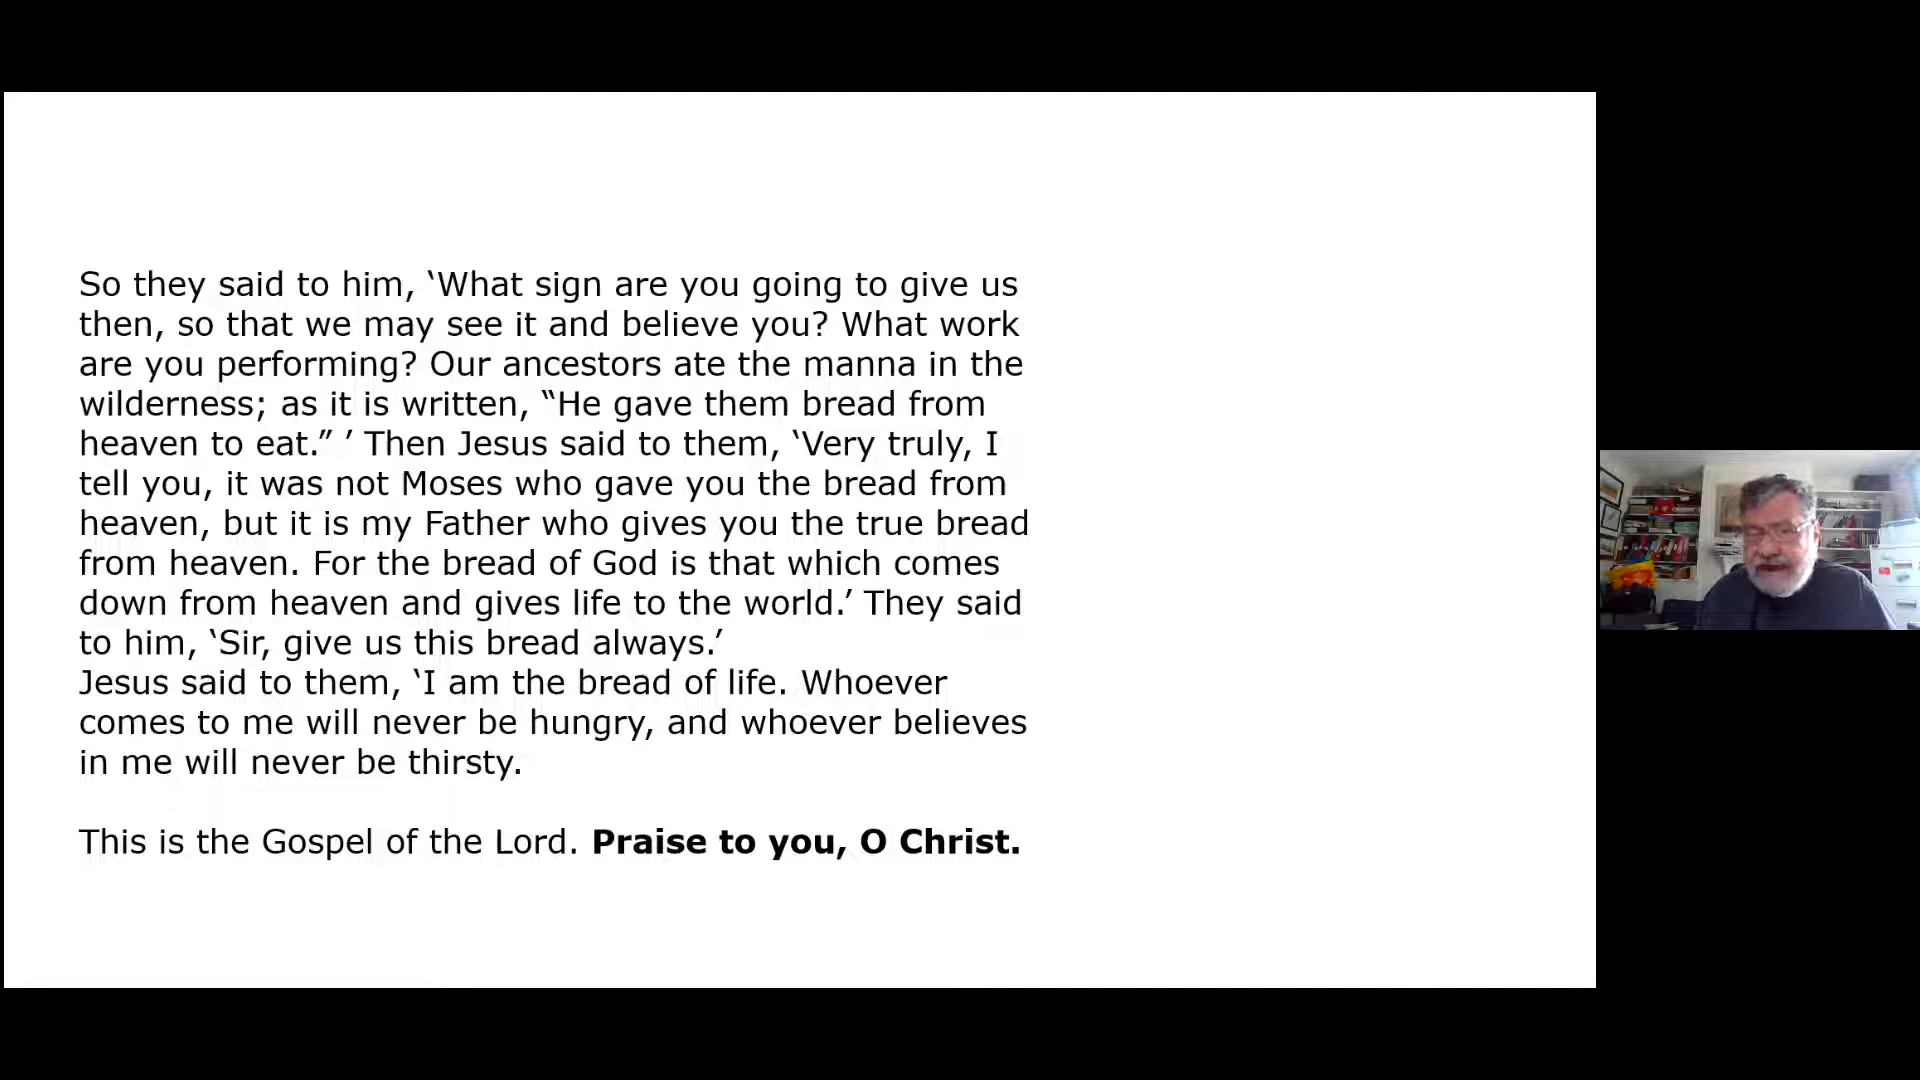 So they said to him, ‘What sign are you going to give us
then, so that we may see it and believe you? What work
are you performing? Our ancestors ate the manna in the
wilderness; as it is written, “He gave them bread from
heaven to eat.” ’ Then Jesus said to them, ‘Very truly, I
tell you, it was not Moses who gave you the bread from
heaven, but it is my Father who gives you the true bread
from heaven. For the bread of God is that which comes
down from heaven and gives life to the world.’ They said
to him, ‘Sir, give us this bread always.’
Jesus said to them, ‘I am the bread of life. Whoever
comes to me will never be hungry, and whoever believes
in me will never be thirsty.
This is the Gospel of the Lord. Praise to you, O Christ.